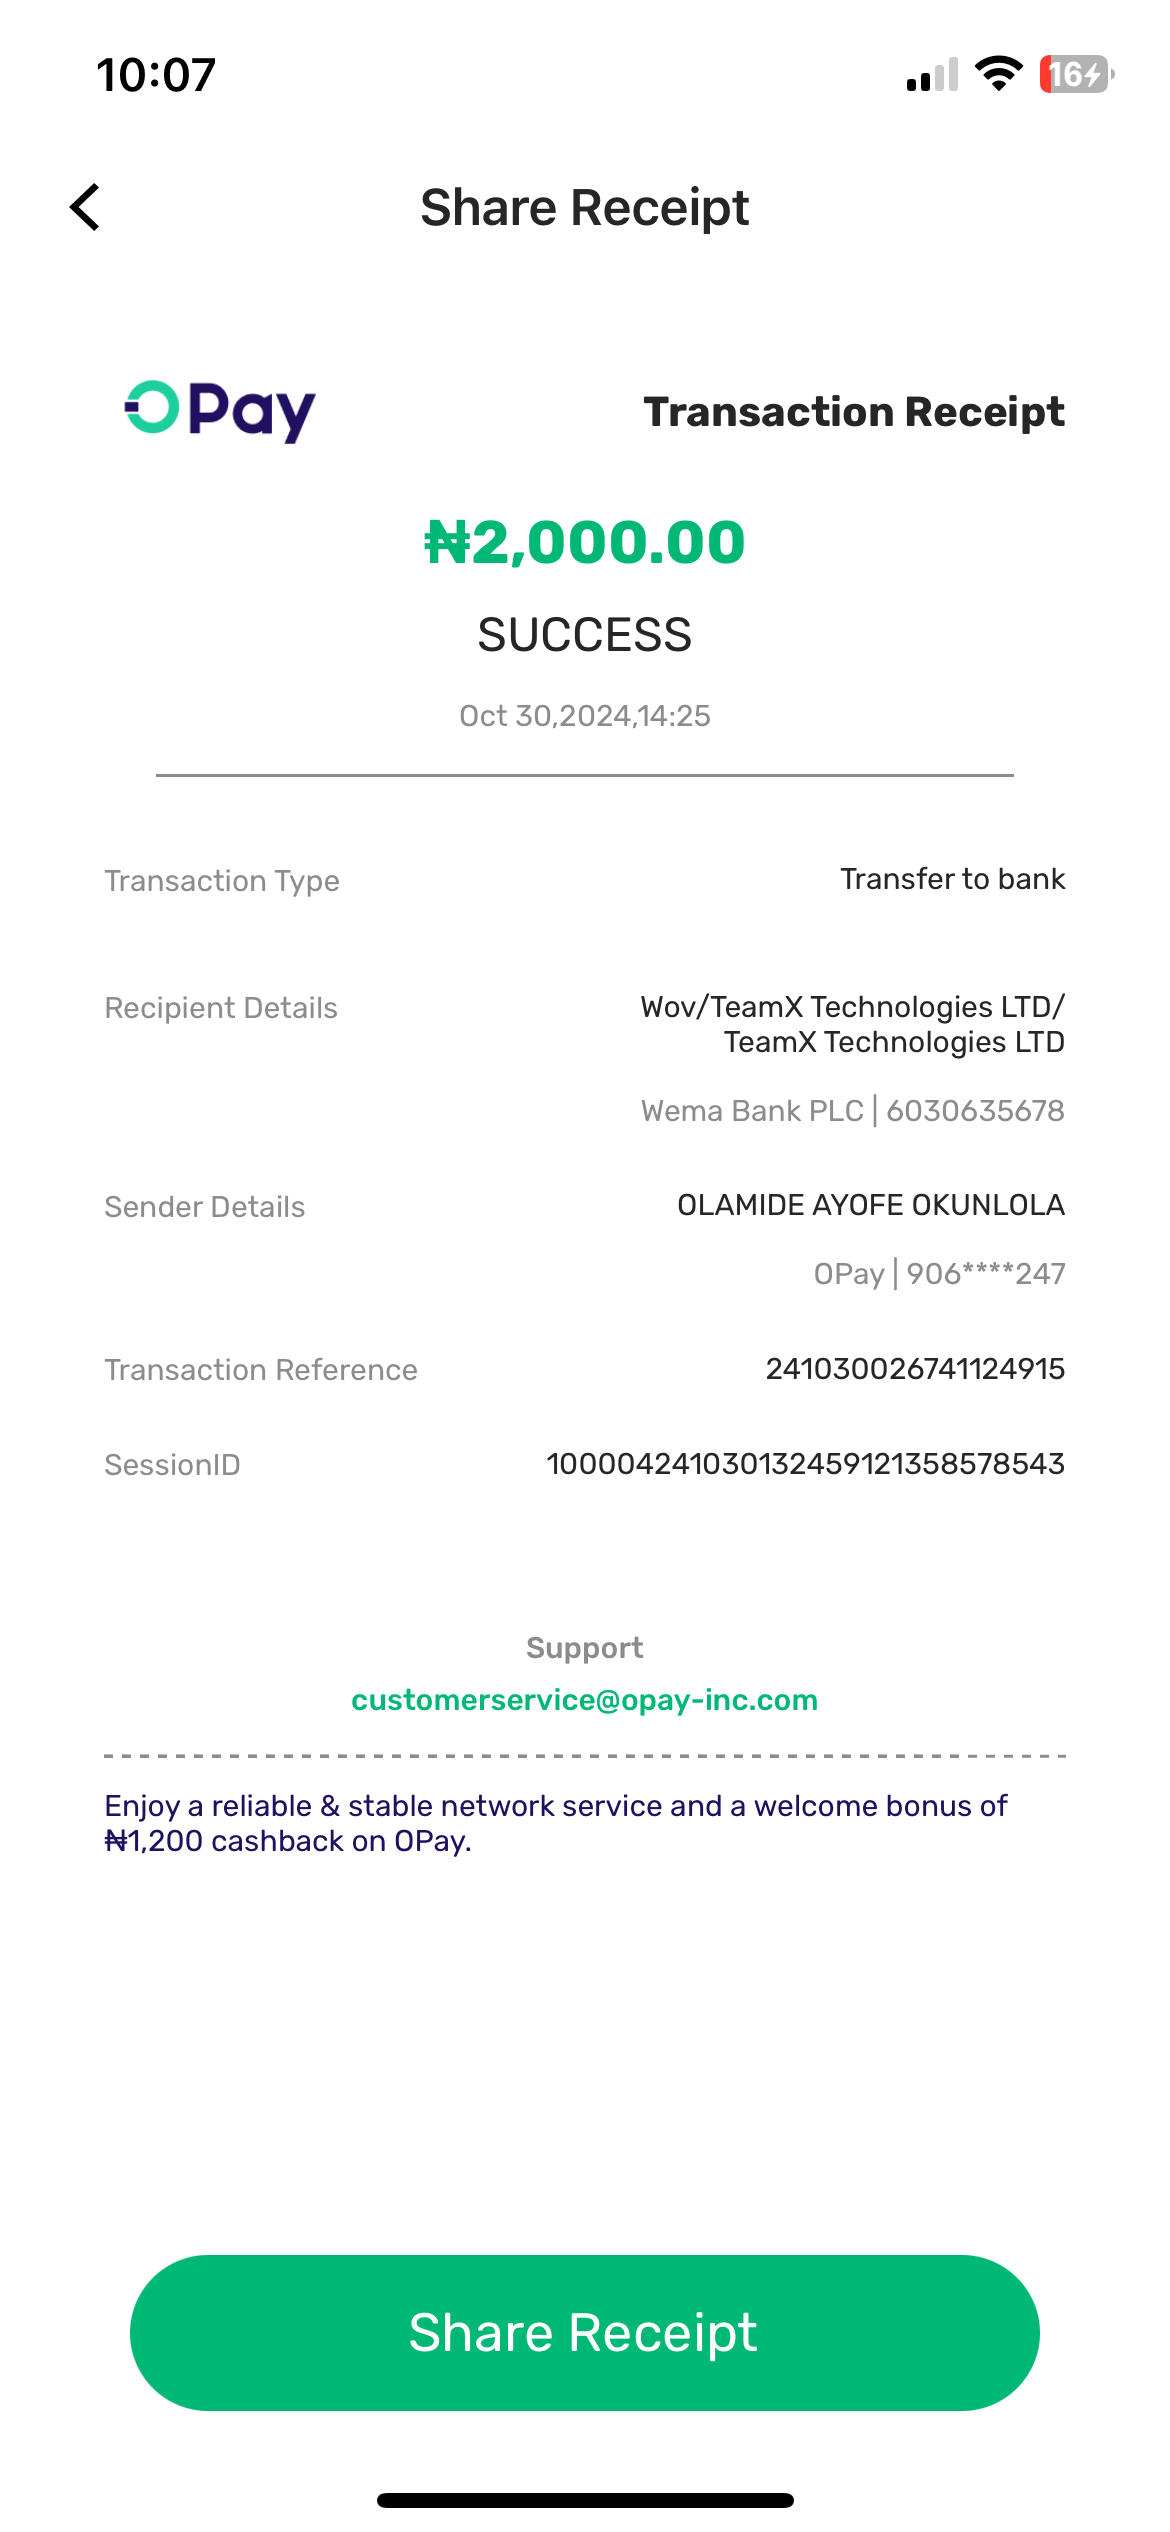 10:07
16
Share Receipt
OPay
Transaction Receipt
₦2,000.00
SUCCESS
Oct 30,2024,14:25
Transaction Type
Transfer to bank
Recipient Details
Wov/TeamX Technologies LTD/
TeamX Technologies LTD
Wema Bank PLC | 6030635678
Sender Details
OLAMIDE AYOFE OKUNLOLA
OPay | 906****247
Transaction Reference
241030026741124915
SessionID
100004241030132459121358578543
Support
customerservice@opay-inc.com
Enjoy a reliable & stable network service and a welcome bonus of
₦1,200 cashback on OPay.
Share Receipt